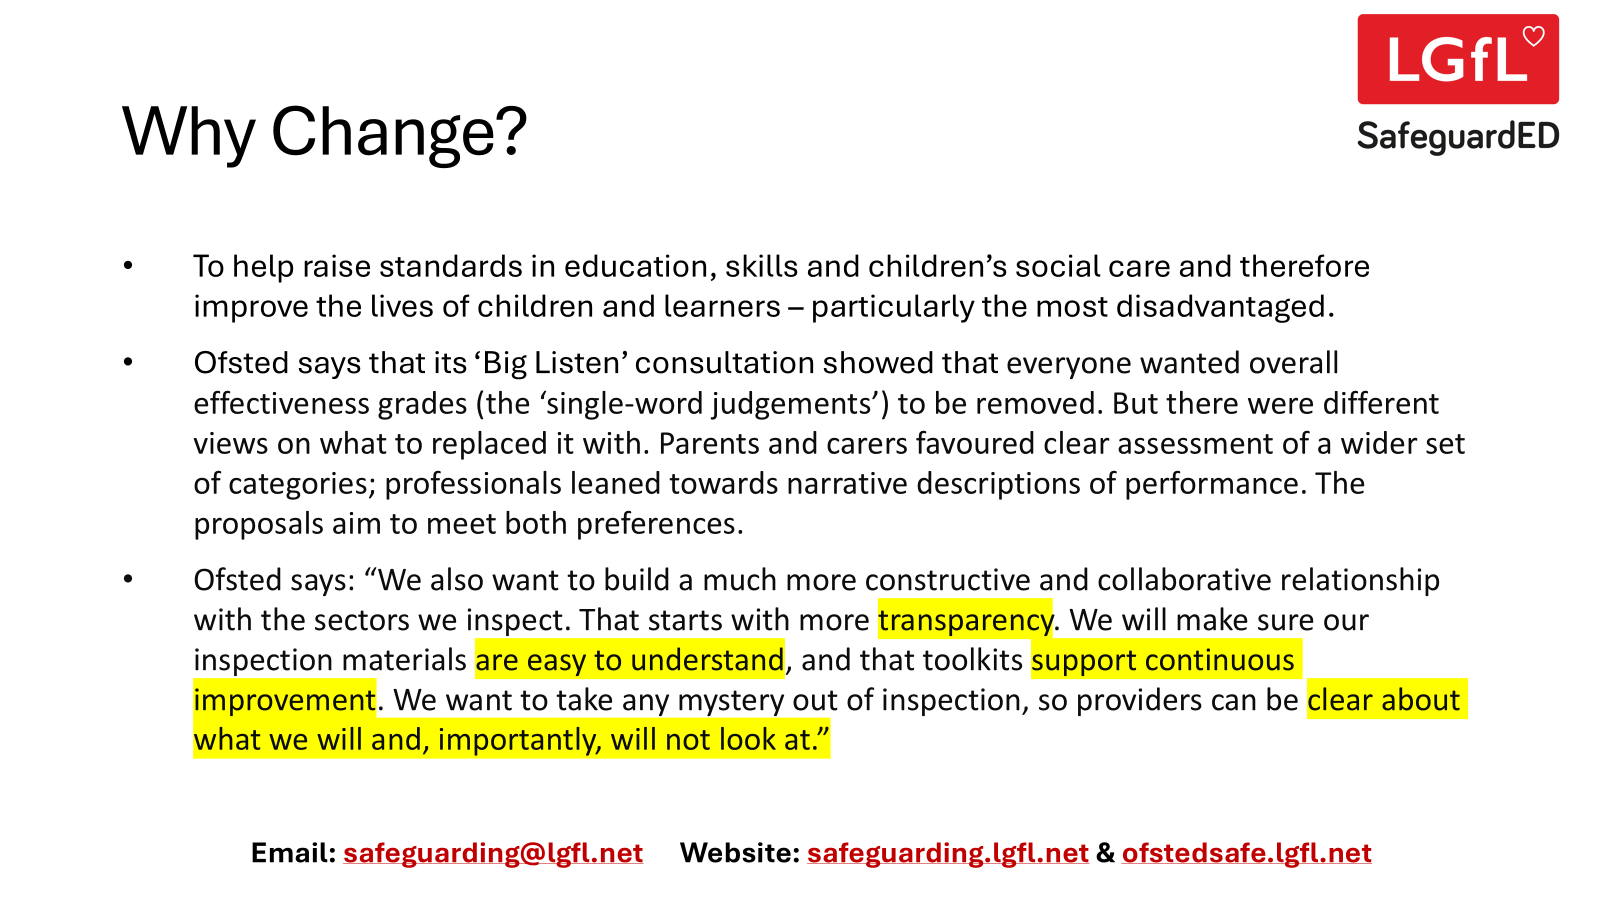 LGfL
SafeguardED
Why Change?
• To help raise standards in education, skills and children’s social care and therefore
improve the lives of children and learners – particularly the most disadvantaged.
• Ofsted says that its ‘Big Listen’ consultation showed that everyone wanted overall
effectiveness grades (the ‘single-word judgements’) to be removed. But there were different
views on what to replaced it with. Parents and carers favoured clear assessment of a wider set
of categories; professionals leaned towards narrative descriptions of performance. The
proposals aim to meet both preferences.
• Ofsted says: “We also want to build a much more constructive and collaborative relationship
with the sectors we inspect. That starts with more transparency. We will make sure our
inspection materials are easy to understand, and that toolkits support continuous
improvement. We want to take any mystery out of inspection, so providers can be clear about
what we will and, importantly, will not look at.”
Email: safeguarding@lgfl.net Website: safeguarding.lgfl.net & ofstedsafe.lgfl.net